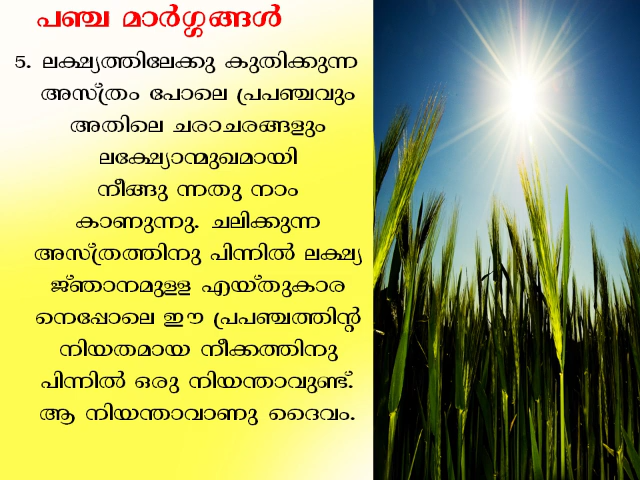 പഞ്ച മാർഗ്ഗങ്ങൾ
5. ലക്ഷ്യത്തിലേക്കു കുതിക്കുന്ന
അസ്ത്രം പോലെ പ്രപഞ്ചവും
അതിലെ ചരാചരങ്ങളും
ലക്ഷ്യോന്മുഖമായി
നീങ്ങു ന്നതു നാം
കാണുന്നു. ചലിക്കുന്ന
അസ്ത്രത്തിനു പിന്നിൽ ലക്ഷ്യ
ജ്ഞാനമുള്ള എയ്തുകാര
നെപ്പോലെ ഈ പ്രപഞ്ചത്തിന്റ
നിയതമായ നീക്കത്തിനു
പിന്നിൽ ഒരു നിയന്താവുണ്ട്.
ആ നിയന്താവാണു ദൈവം.